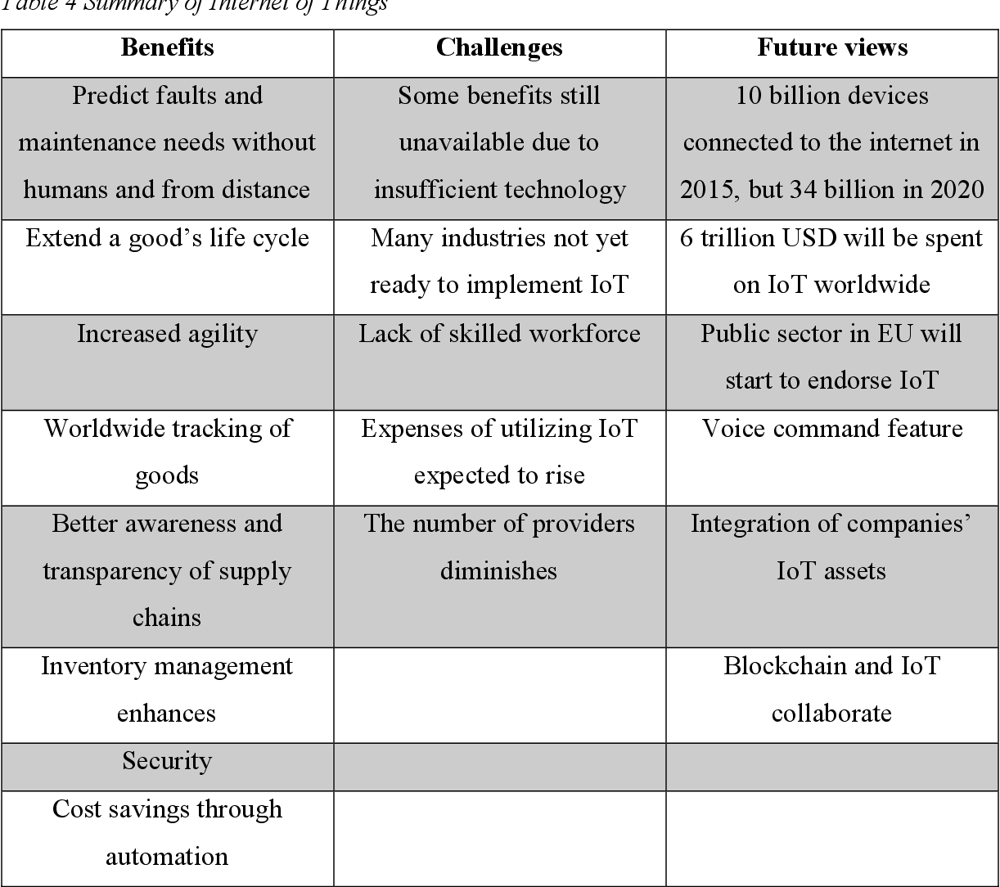 Table 4 Summary of Internet of Things
Benefits Challenges Future views
Predict faults and Some benefits still 10 billion devices
maintenance needs without unavailable due to connected to the internet in
humans and from distance insufficient technology 2015, but 34 billion in 2020
Extend a good’s life cycle Many industries not yet 6 trillion USD will be spent
ready to implement IoT on IoT worldwide
Increased agility Lack of skilled workforce Public sector in EU will
start to endorse IoT
Worldwide tracking of Expenses of utilizing IoT Voice command feature
goods expected to rise
Better awareness and The number of providers Integration of companies’
transparency of supply diminishes IoT assets
chains
Inventory management Blockchain and IoT
enhances collaborate
Security
Cost savings through
automation